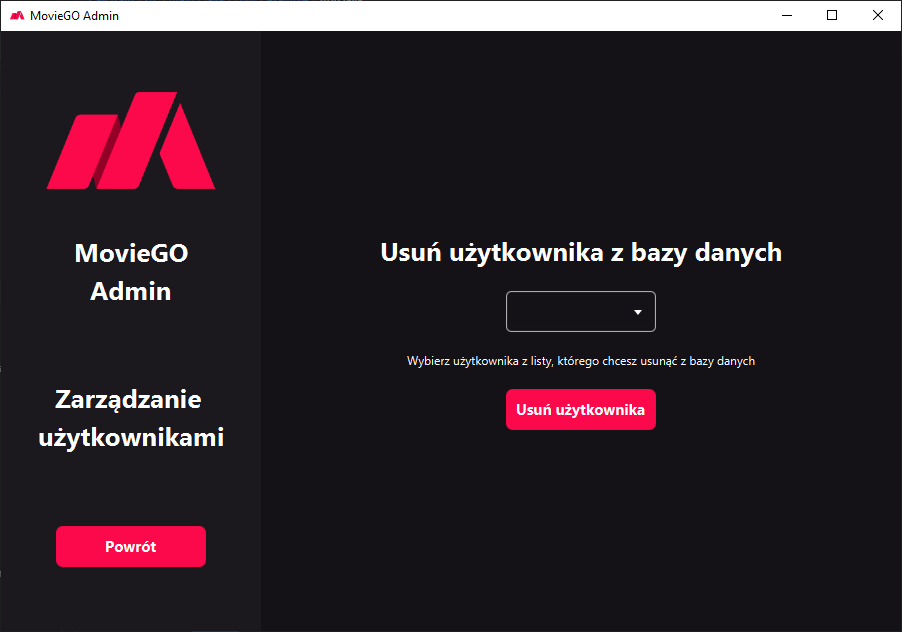 MovieGO Admin
MovieGO
Admin
Zarządzanie
użytkownikami
Powrót
Usuń użytkownika z bazy danych
Wybierz użytkownika z listy, którego chcesz usunąć z bazy danych
Usuń użytkownika